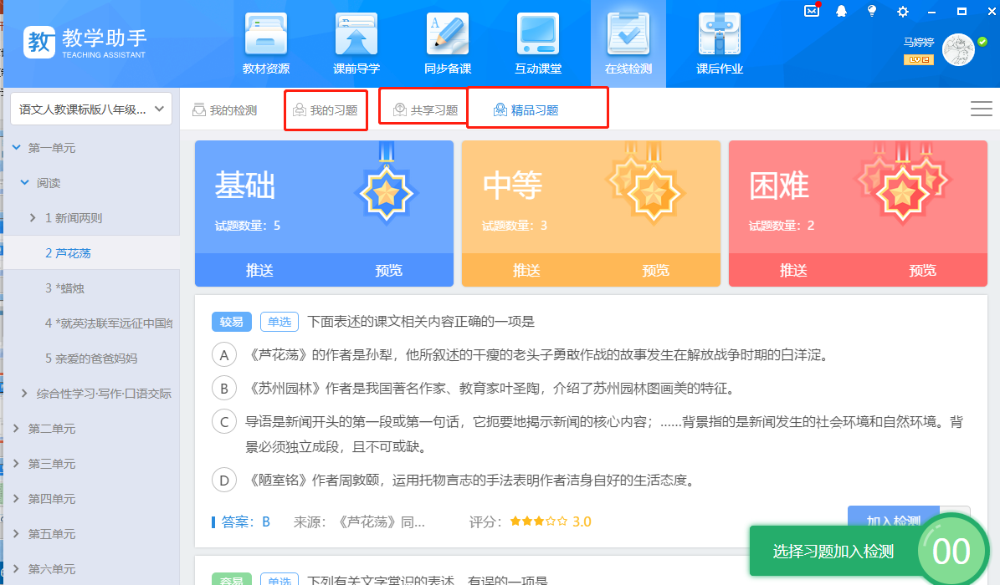 教 教学助手
TEACHING ASSISTANT
教材资源 课前导学 同步备课 互动课堂 在线检测 课后作业
马婷婷
LV2
语文人教课标版八年级...
我的检测 我的习题 共享习题 精品习题
第一单元
阅读
1 新闻两则
2 芦花荡
3 *蜡烛
4 *就英法联军远征中国给
5 亲爱的爸爸妈妈
综合性学习·写作·口语交际
第二单元
第三单元
第四单元
第五单元
第六单元
基础
试题数量：5
推送 预览
中等
试题数量：3
推送 预览
困难
试题数量：2
推送 预览
较易 单选 下面表述的课文相关内容正确的一项是
A 《芦花荡》的作者是孙犁，他所叙述的干瘦的老头子勇敢作战的故事发生在解放战争时期的白洋淀。
B 《苏州园林》作者是我国著名作家、教育家叶圣陶，介绍了苏州园林图画美的特征。
C 导语是新闻开头的第一段或第一句话，它扼要地揭示新闻的核心内容；......背景指的是新闻发生的社会环境和自然环境。背
景必须独立成段，且不可或缺。
D 《陋室铭》作者周敦颐，运用托物言志的手法表明作者洁身自好的生活态度。
答案：B 来源：《芦花荡》同... 评分： 3.0
加入检测
选择习题加入检测 00
容易 单选 下列有关文字常识的表述，有误的一项是